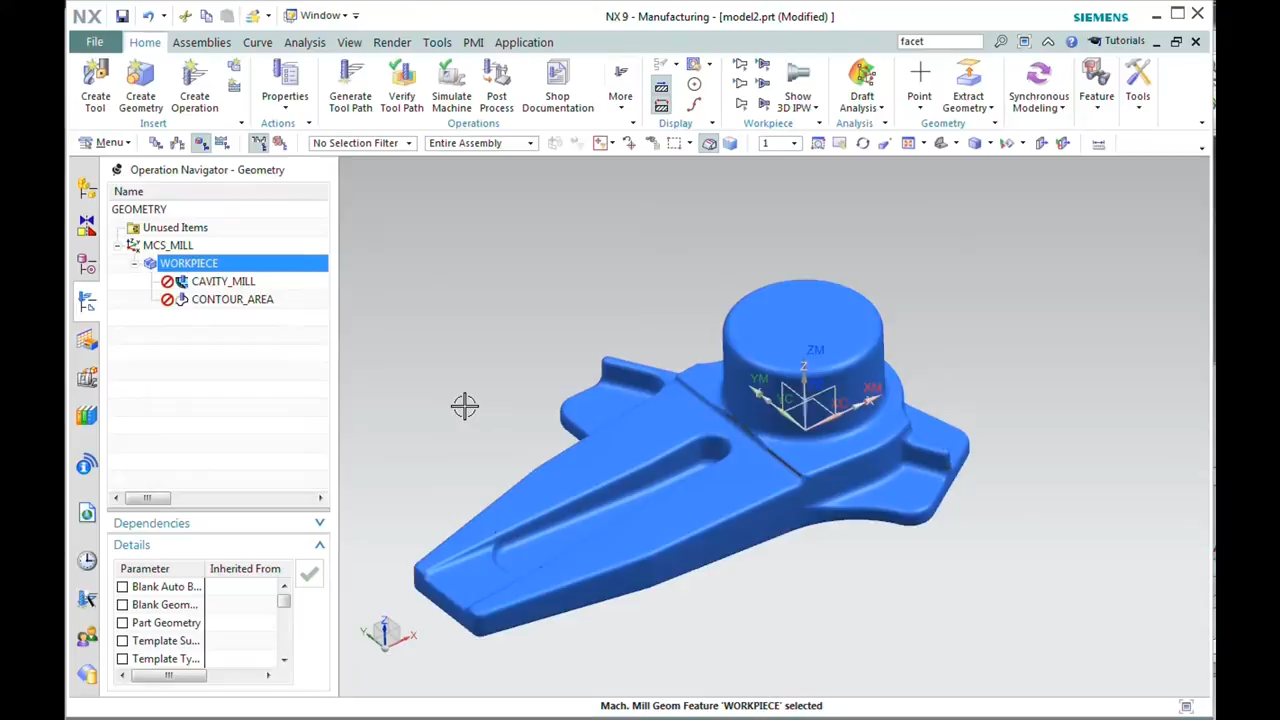 NX
Window
NX 9 - Manufacturing - [model2.prt (Modified) ]
SIEMENS
File Home Assemblies Curve Analysis View Render Tools PMI Application
facet
Tutorials
Create Tool
Create Geometry
Create Operation
Properties
Generate Tool Path
Verify Tool Path
Simulate Machine
Post Process
Shop Documentation
More
Show 3D IPW
Draft Analysis
Point
Extract Geometry
Synchronous Modeling
Feature
Tools
Insert Actions Operations Display Workpiece Analysis Geometry
Menu
No Selection Filter
Entire Assembly
1
Operation Navigator - Geometry
Name
GEOMETRY
Unused Items
MCS_MILL
WORKPIECE
CAVITY_MILL
CONTOUR_AREA
Dependencies
Details
Parameter Inherited From
Blank Auto B...
Blank Geom...
Part Geometry
Template Su...
Template Ty...
ZM
Z
YM
YC
XM
XC
Z
Y
X
Mach. Mill Geom Feature 'WORKPIECE' selected